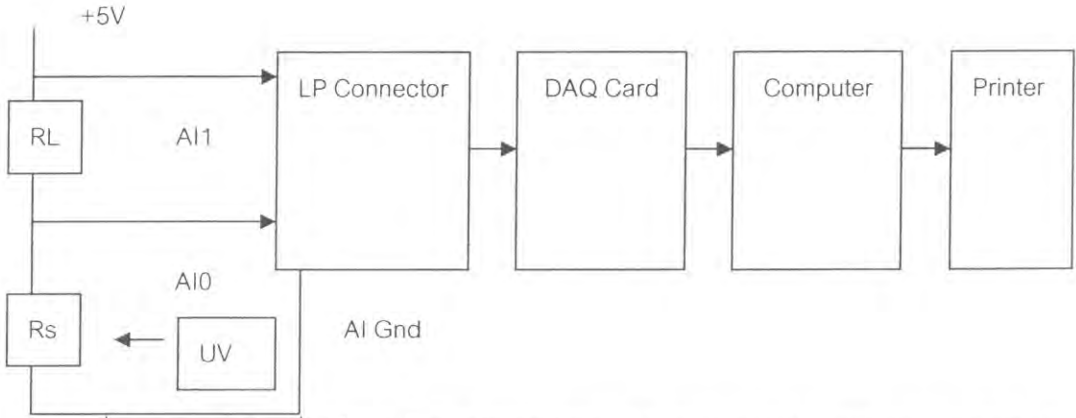 +5V
LP Connector
DAQ Card
Computer
Printer
RL
AI1
AI0
Rs
UV
AI Gnd